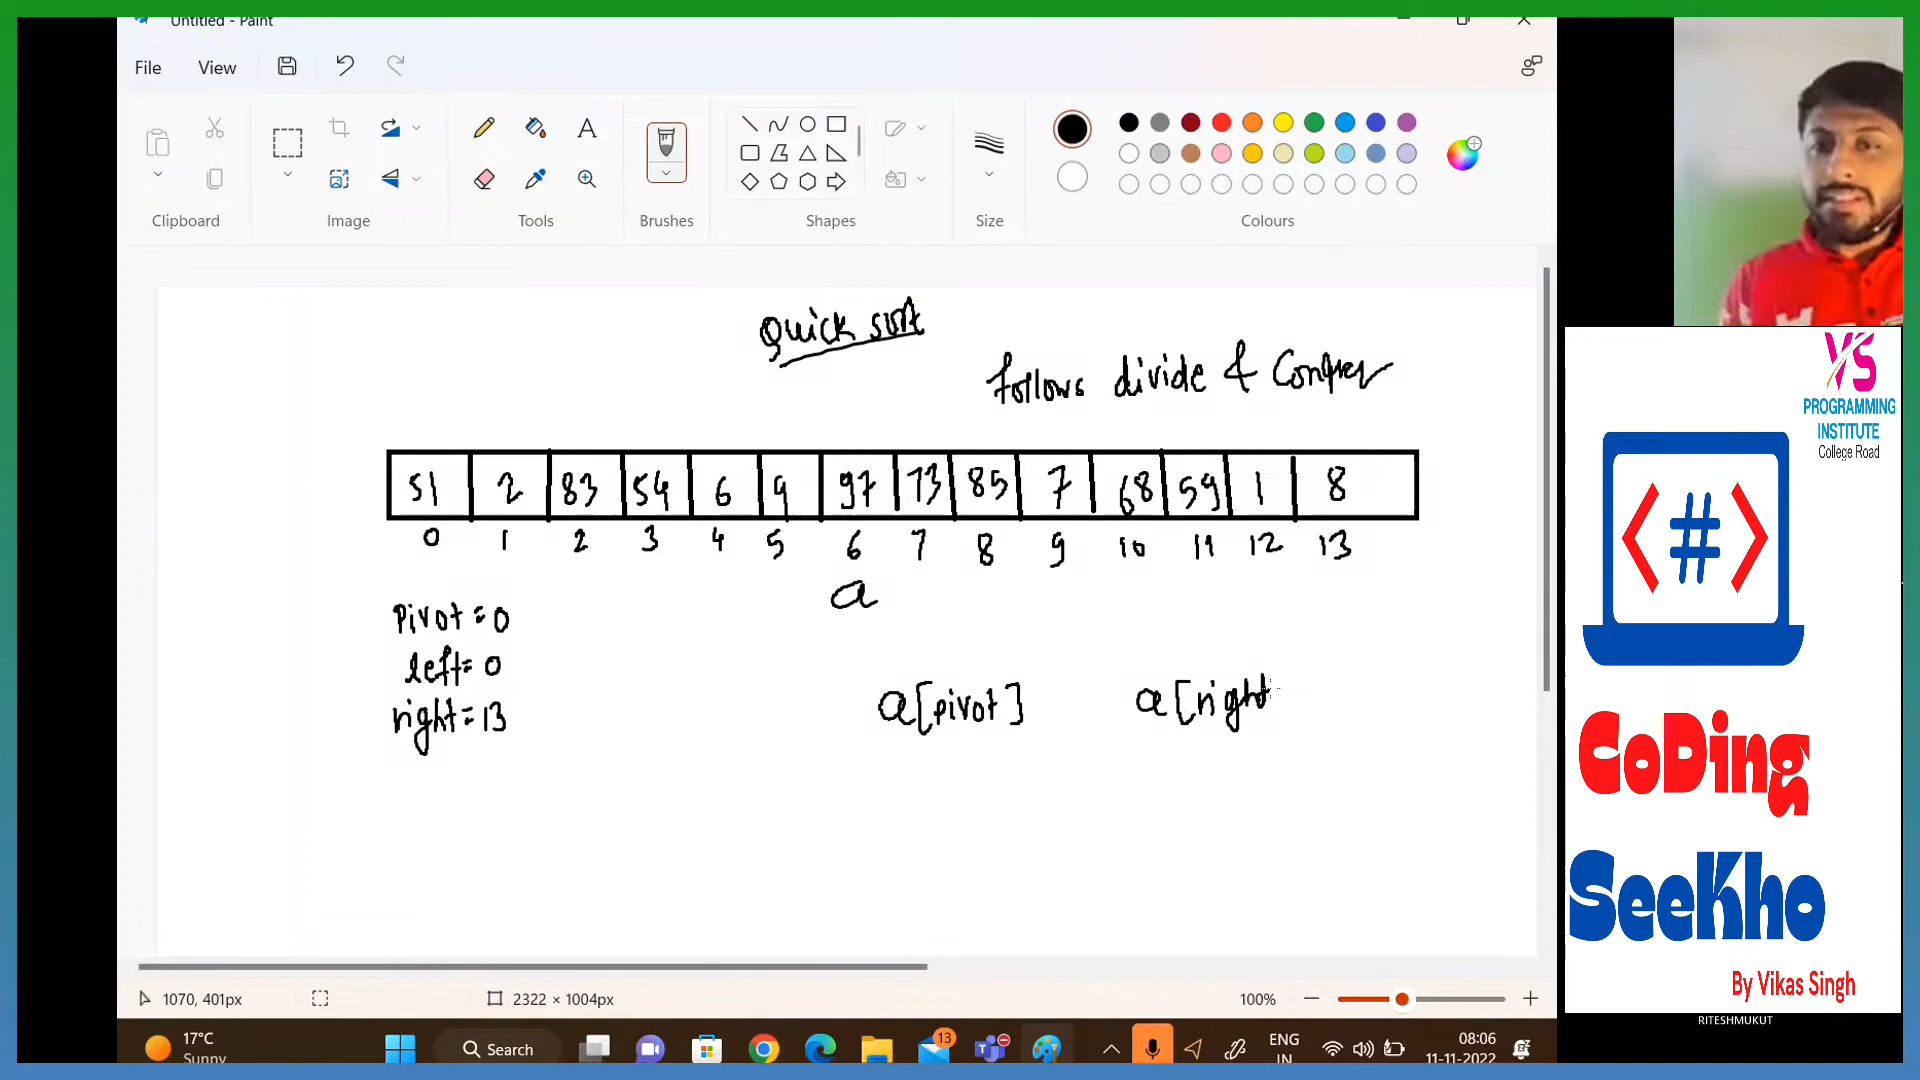 Untitled - Paint
File View
Clipboard Image Tools Brushes Shapes Size Colours
Quick sort
follows divide & Conquer
51 2 83 54 6 9 97 73 85 7 68 59 1 8
0 1 2 3 4 5 6 7 8 9 10 11 12 13
a
Pivot = 0
left = 0
right = 13
a[pivot] a[right
1070, 401px 2322 × 1004px 100%
17°C
Sunny
Search
13
ENG
IN
08:06
11-11-2022
VS
PROGRAMMING
INSTITUTE
College Road
<#>
CoDing
SeeKho
By Vikas Singh
RITESHMUKUT